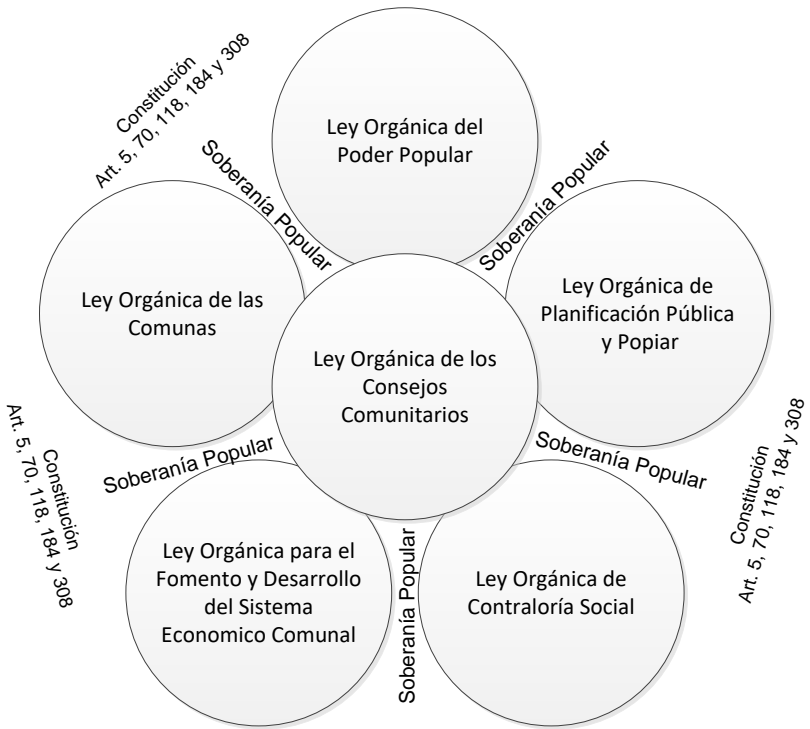 Constitución
Art. 5, 70, 118, 184 y 308
Ley Orgánica del
Poder Popular
Soberanía Popular
Soberanía Popular
Ley Orgánica de las
Comunas
Ley Orgánica de
Planificación Pública
y Popiar
Ley Orgánica de los
Consejos
Comunitarios
Constitución
Art. 5, 70, 118, 184 y 308
Soberanía Popular
Soberanía Popular
Constitución
Art. 5, 70, 118, 184 y 308
Ley Orgánica para el
Fomento y Desarrollo
del Sistema
Economico Comunal
Soberanía Popular
Ley Orgánica de
Contraloría Social